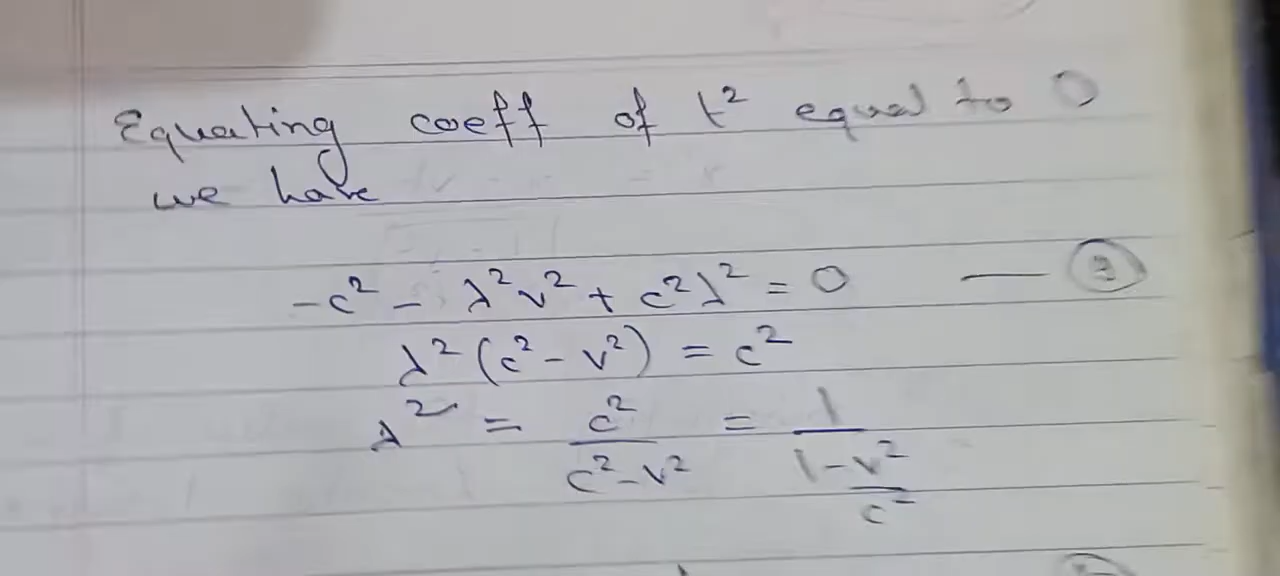 Equating coeff of t² equal to 0
we have
-c² - λ²v² + c²λ² = 0 —— ③
λ² (c² - v²) = c²
λ² = c²/(c² - v²) = 1/(1 - v²/c²)